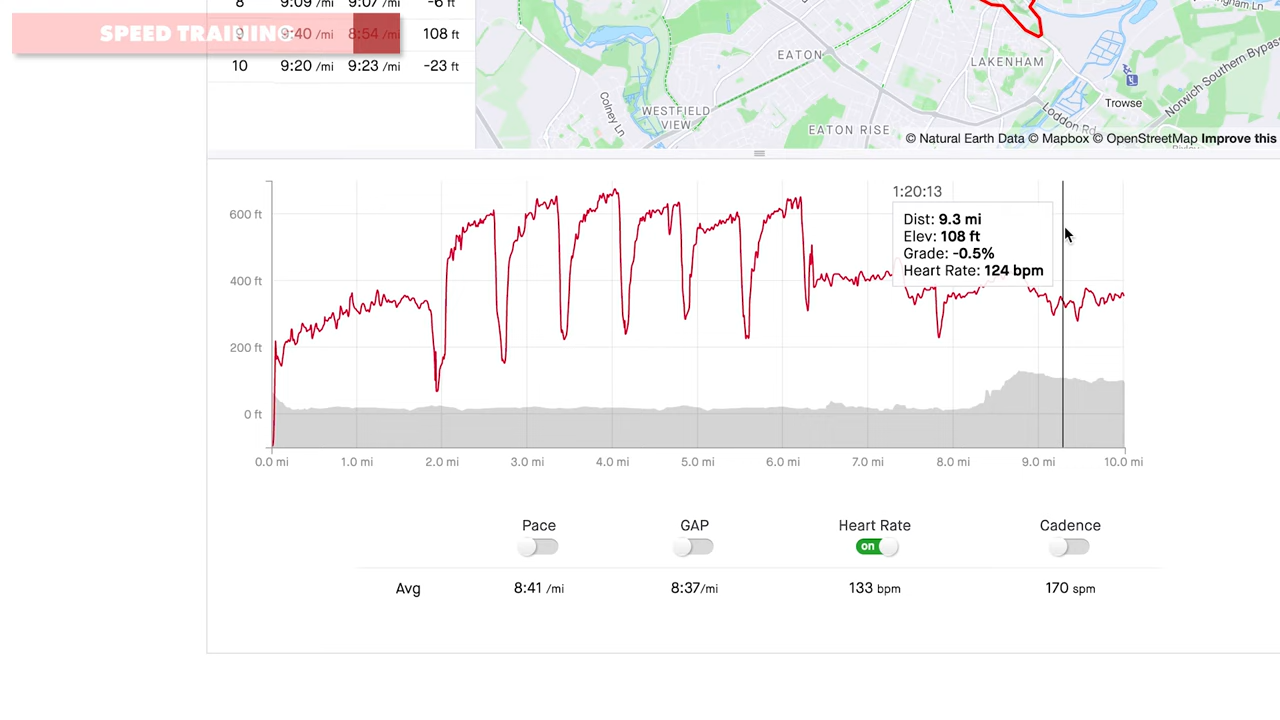 8 9:09 /mi 9:07 /mi -6 ft
SPEED TRAINING
9 9:40 /mi 8:54 /mi 108 ft
10 9:20 /mi 9:23 /mi -23 ft
EATON
LAKENHAM
Norwich Southern Bypass
Colney Ln
WESTFIELD
VIEW
Trowse
EATON RISE
Loddon Rd
© Natural Earth Data © Mapbox © OpenStreetMap Improve this
1:20:13
Dist: 9.3 mi
Elev: 108 ft
Grade: -0.5%
Heart Rate: 124 bpm
600 ft
400 ft
200 ft
0 ft
0.0 mi 1.0 mi 2.0 mi 3.0 mi 4.0 mi 5.0 mi 6.0 mi 7.0 mi 8.0 mi 9.0 mi 10.0 mi
Pace GAP Heart Rate Cadence
on
Avg 8:41 /mi 8:37/mi 133 bpm 170 spm